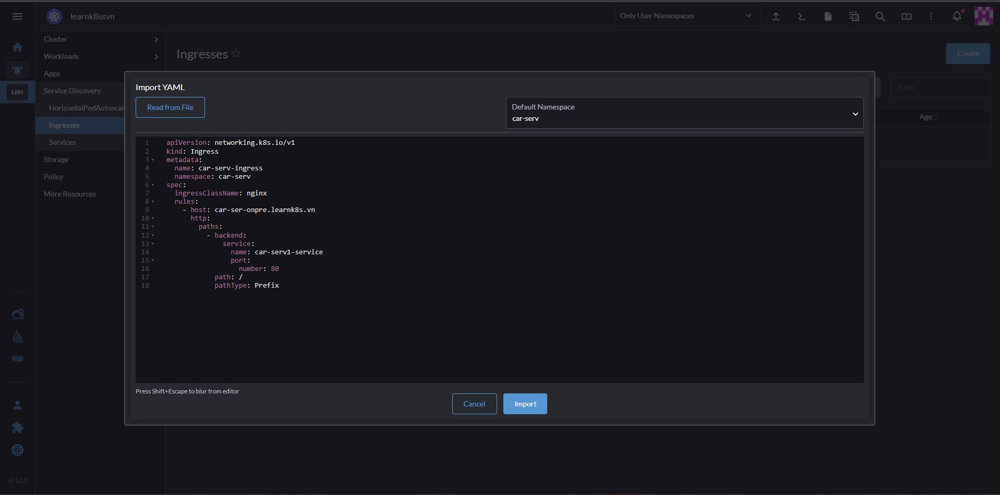 learnk8ssvn
Only User Namespaces
L8N
v2.12.3
Cluster
Workloads
Apps
Service Discovery
HorizontalPodAutoscal
Ingresses
Services
Storage
Policy
More Resources
Ingresses
Create
Filter
Age
Import YAML
Read from File
Default Namespace
car-serv
1 apiVersion: networking.k8s.io/v1
2 kind: Ingress
3 metadata:
4   name: car-serv-ingress
5   namespace: car-serv
6 spec:
7   ingressClassName: nginx
8   rules:
9     - host: car-ser-onpre.learnk8s.vn
10       http:
11         paths:
12           - backend:
13               service:
14                 name: car-serv1-service
15                 port:
16                   number: 80
17             path: /
18             pathType: Prefix
Press Shift+Escape to blur from editor
Cancel
Import